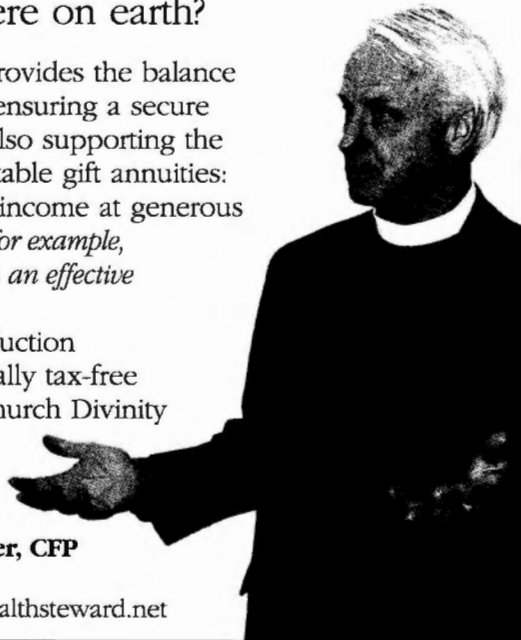 ere on earth?
rovides the balance
ensuring a secure
lso supporting the
table gift annuities:
income at generous
or example,
an effective
uction
ally tax-free
hurch Divinity
er, CFP
althsteward.net